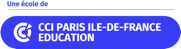 Une école de
CCI PARIS ILE-DE-FRANCE
EDUCATION